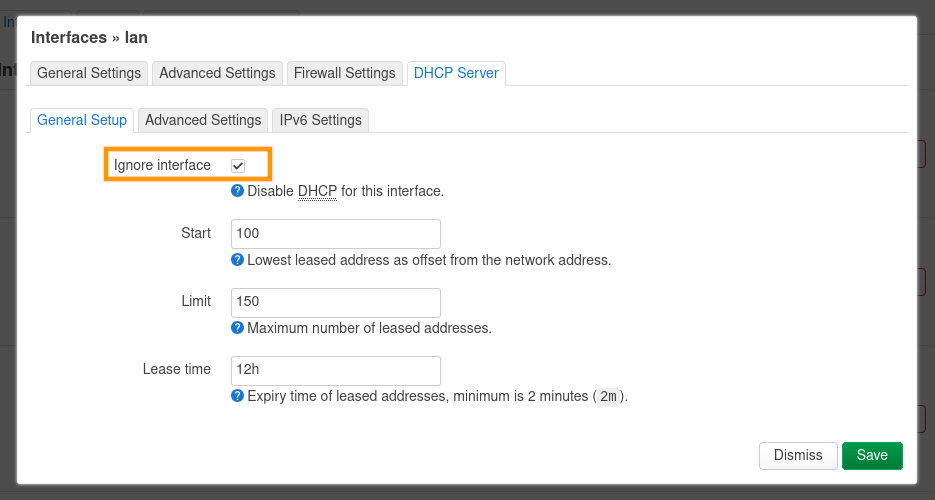 Interfaces » lan
General Settings Advanced Settings Firewall Settings DHCP Server
General Setup Advanced Settings IPv6 Settings
Ignore interface
Disable DHCP for this interface.
Start 100
Lowest leased address as offset from the network address.
Limit 150
Maximum number of leased addresses.
Lease time 12h
Expiry time of leased addresses, minimum is 2 minutes (2m).
Dismiss Save